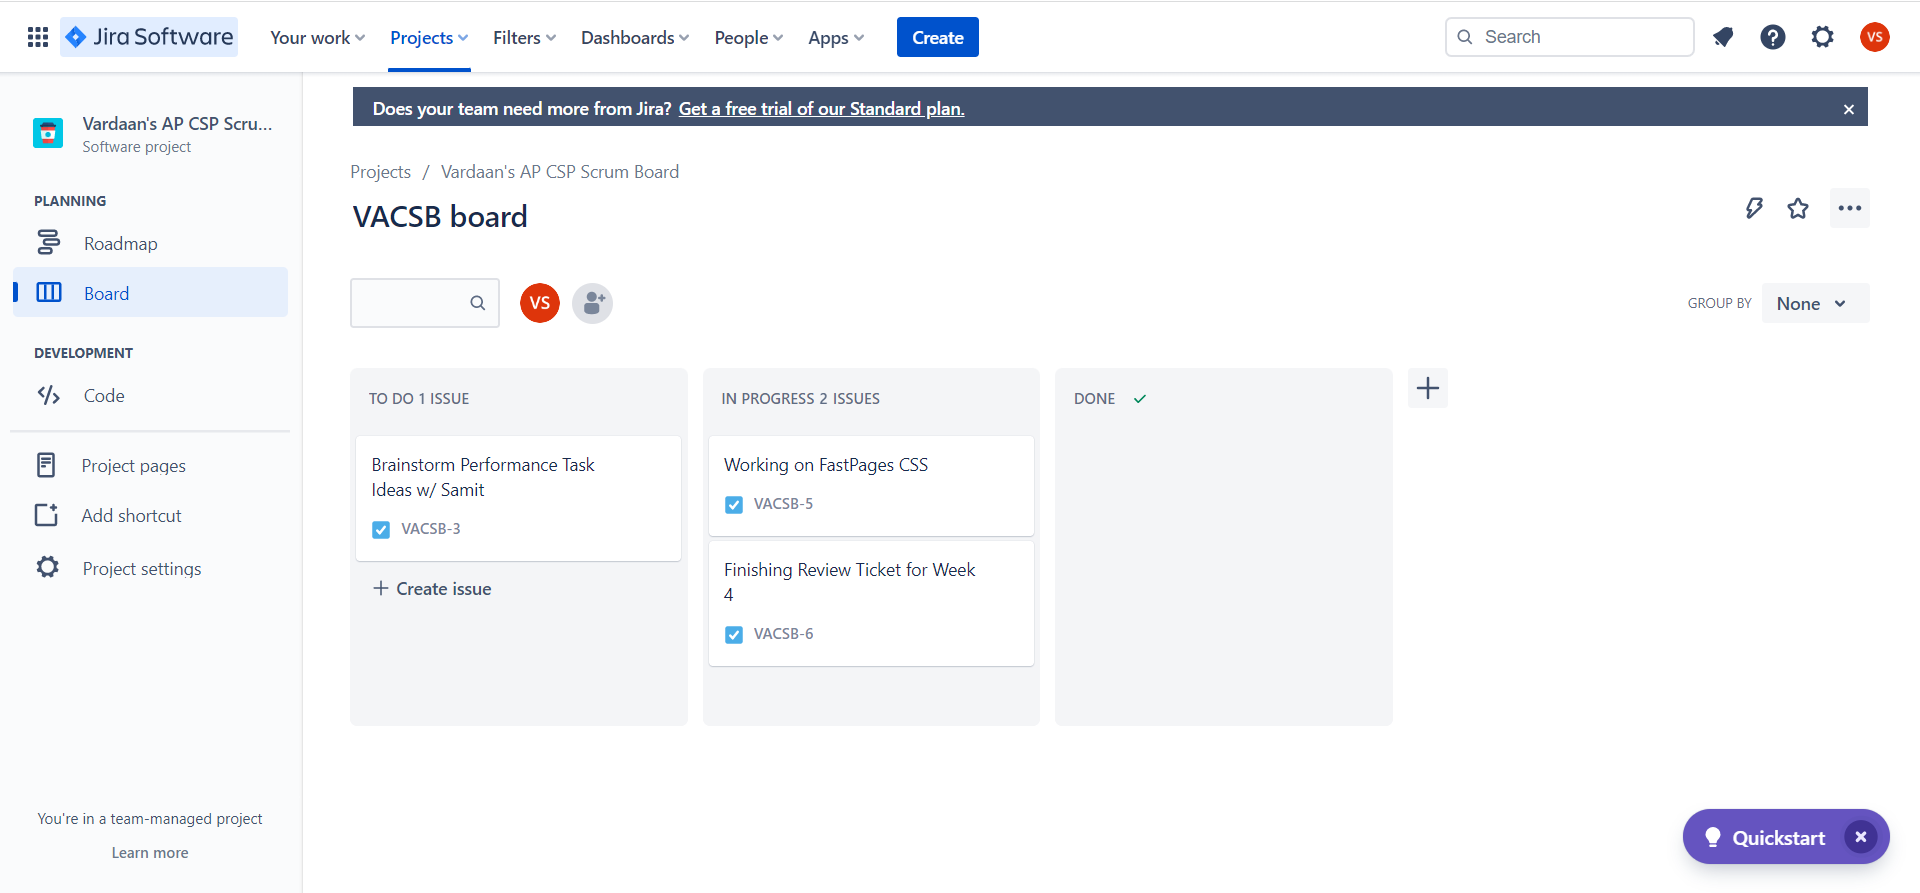 Jira Software
Your work
Projects
Filters
Dashboards
People
Apps
Create
Search
VS
Vardaan's AP CSP Scru...
Software project
PLANNING
Roadmap
Board
DEVELOPMENT
Code
Project pages
Add shortcut
Project settings
You're in a team-managed project
Learn more
Does your team need more from Jira? Get a free trial of our Standard plan.
Projects / Vardaan's AP CSP Scrum Board
VACSB board
VS
GROUP BY None
TO DO 1 ISSUE
Brainstorm Performance Task
Ideas w/ Samit
VACSB-3
+ Create issue
IN PROGRESS 2 ISSUES
Working on FastPages CSS
VACSB-5
Finishing Review Ticket for Week
4
VACSB-6
DONE
Quickstart